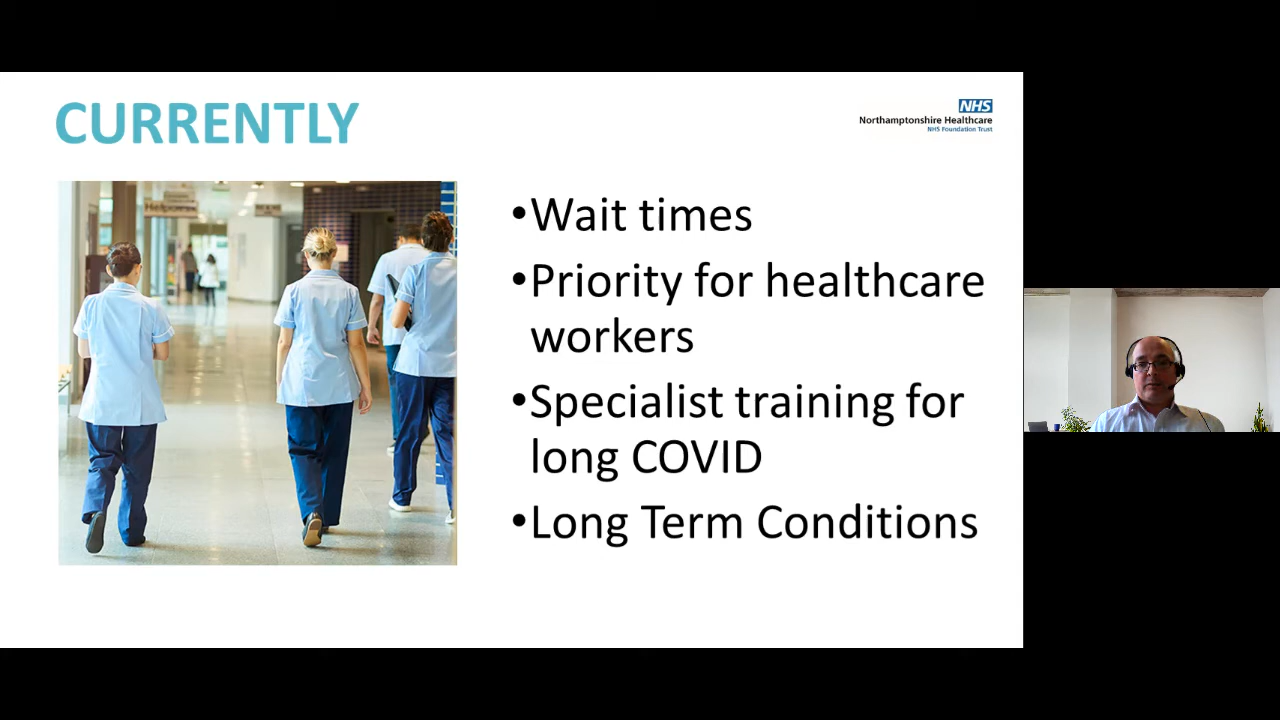 CURRENTLY
NHS
Northamptonshire Healthcare
NHS Foundation Trust
•Wait times
•Priority for healthcare
workers
•Specialist training for
long COVID
•Long Term Conditions